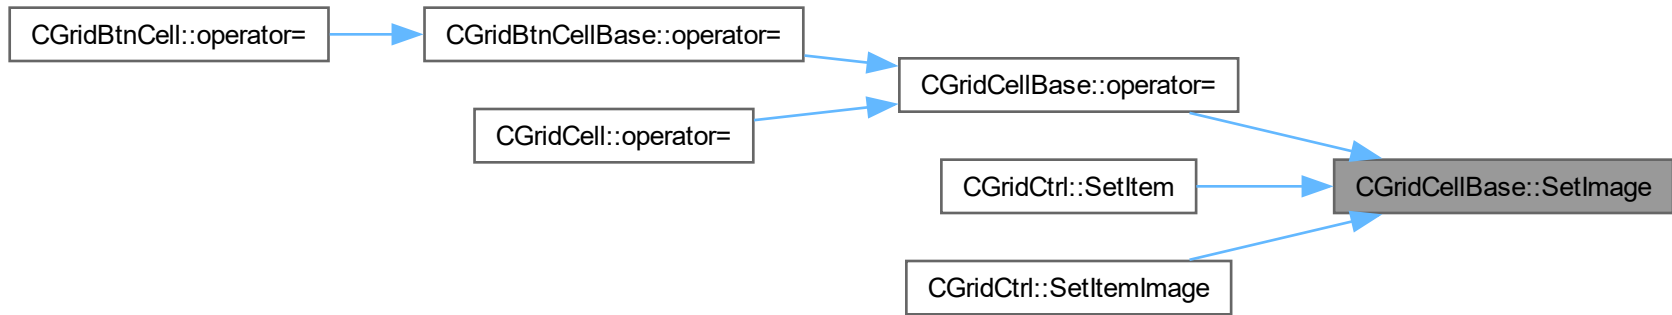 CGridBtnCell::operator=
CGridBtnCellBase::operator=
CGridCellBase::operator=
CGridCell::operator=
CGridCtrl::SetItem
CGridCellBase::SetImage
CGridCtrl::SetItemImage